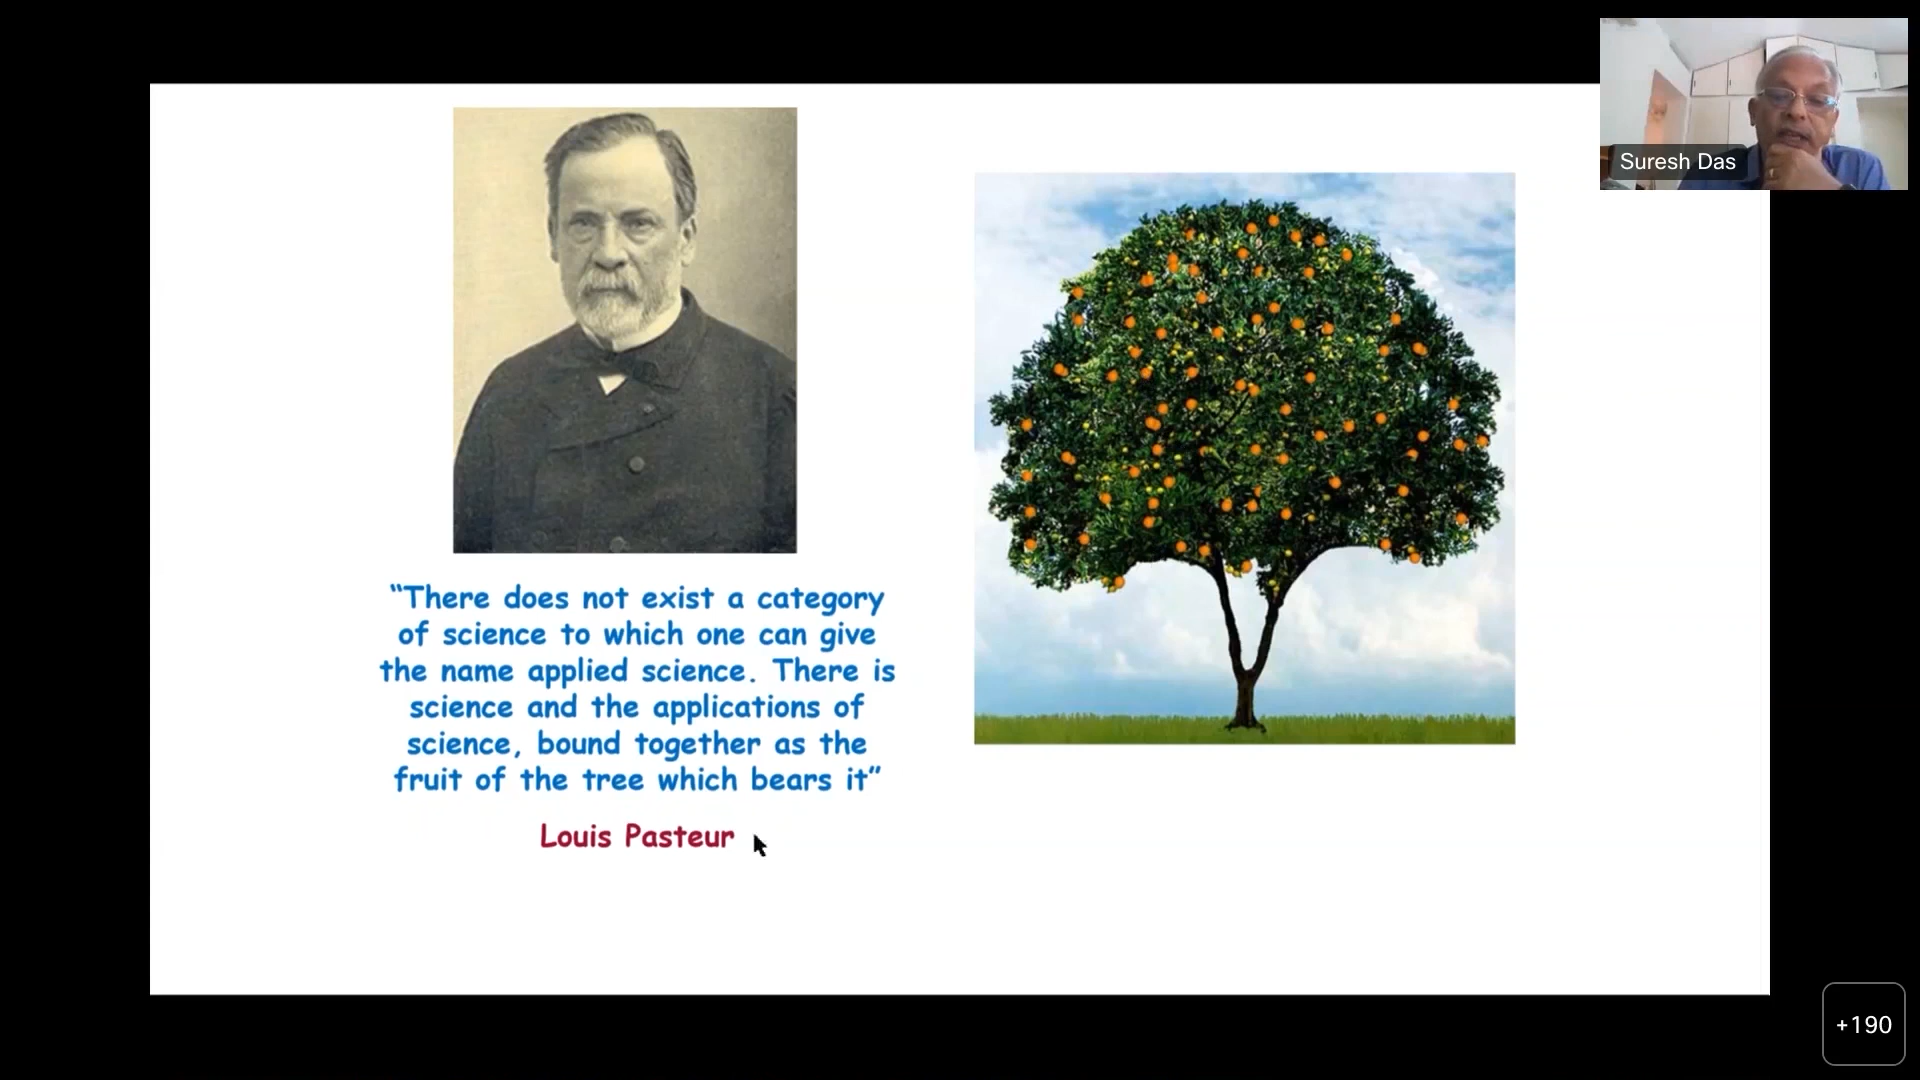 Suresh Das
“There does not exist a category
of science to which one can give
the name applied science. There is
science and the applications of
science, bound together as the
fruit of the tree which bears it”
Louis Pasteur
+190